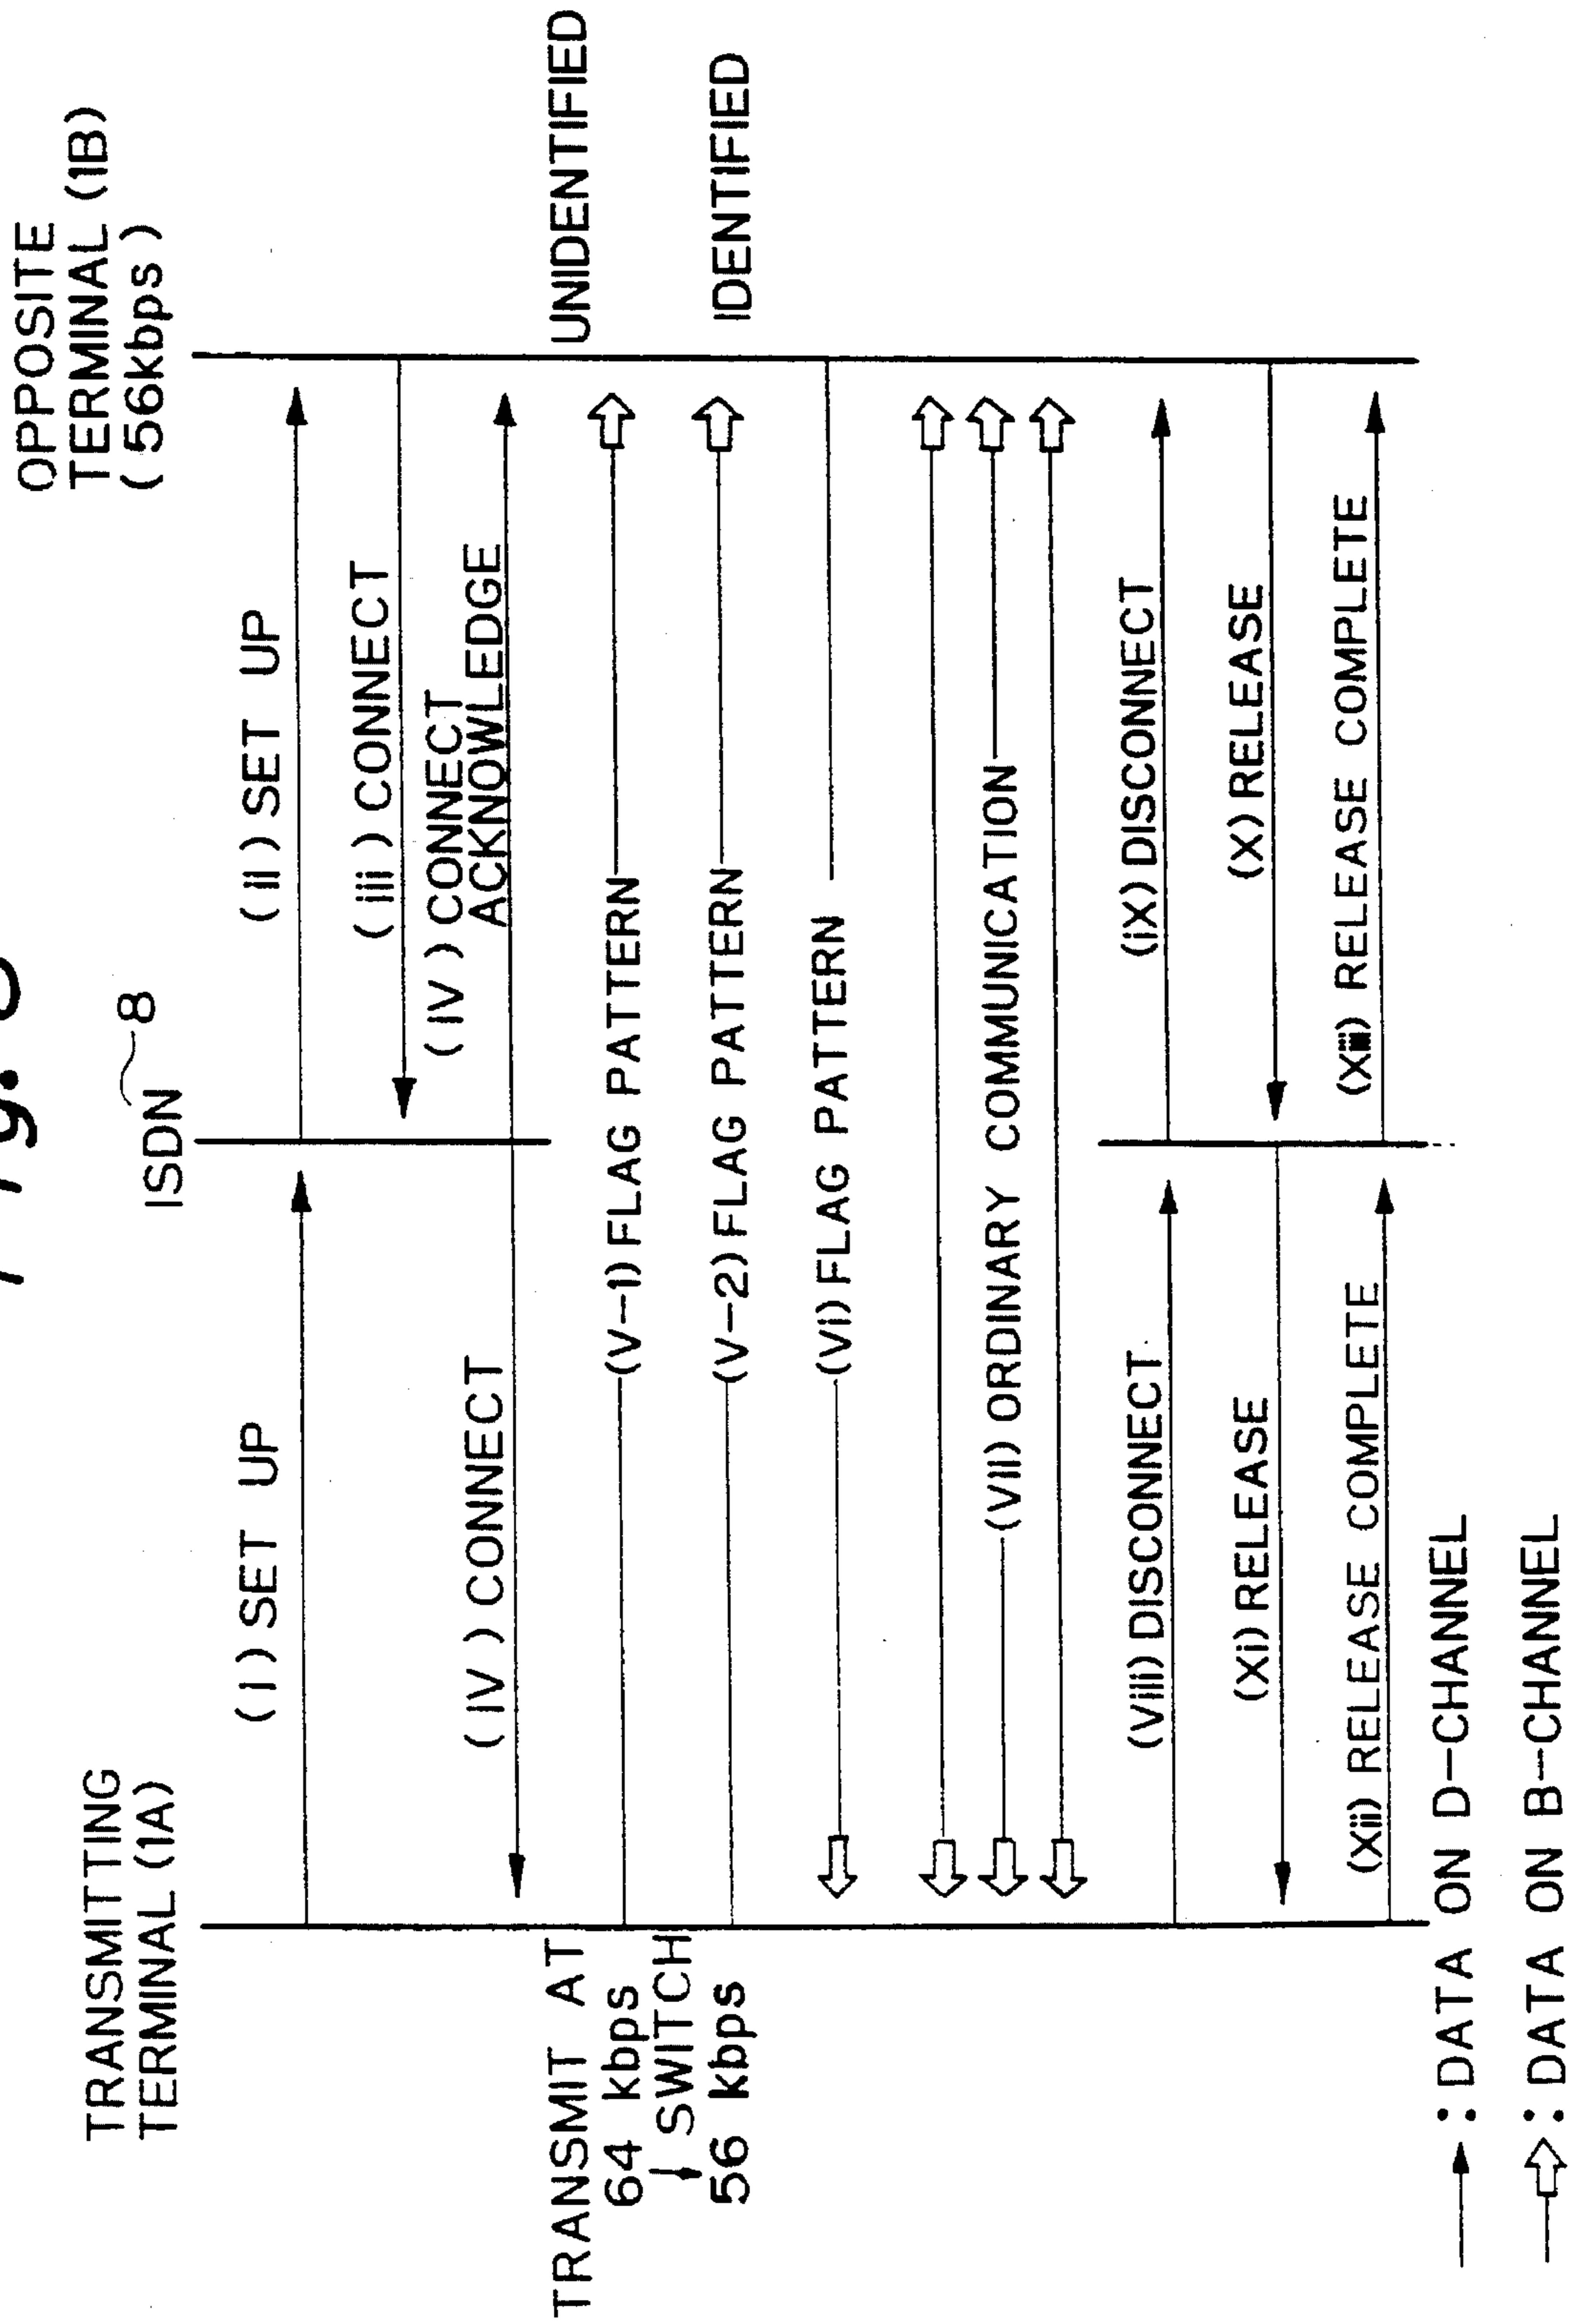 TRANSMITTING
TERMINAL (1A)
ISDN 8
OPPOSITE
TERMINAL (1B)
(56kbps)
(i) SET UP
(ii) SET UP
(iii) CONNECT
(IV) CONNECT
(IV) CONNECT
ACKNOWLEDGE
TRANSMIT AT
64 kbps
↓ SWITCH
56 kbps
(V-1) FLAG PATTERN
UNIDENTIFIED
(V-2) FLAG PATTERN
IDENTIFIED
(Vi) FLAG PATTERN
(VII) ORDINARY COMMUNICATION
(Viii) DISCONNECT
(iX) DISCONNECT
(X) RELEASE
(Xi) RELEASE
(Xii) RELEASE COMPLETE
(Xiii) RELEASE COMPLETE
→ : DATA ON D-CHANNEL
⇨ : DATA ON B-CHANNEL